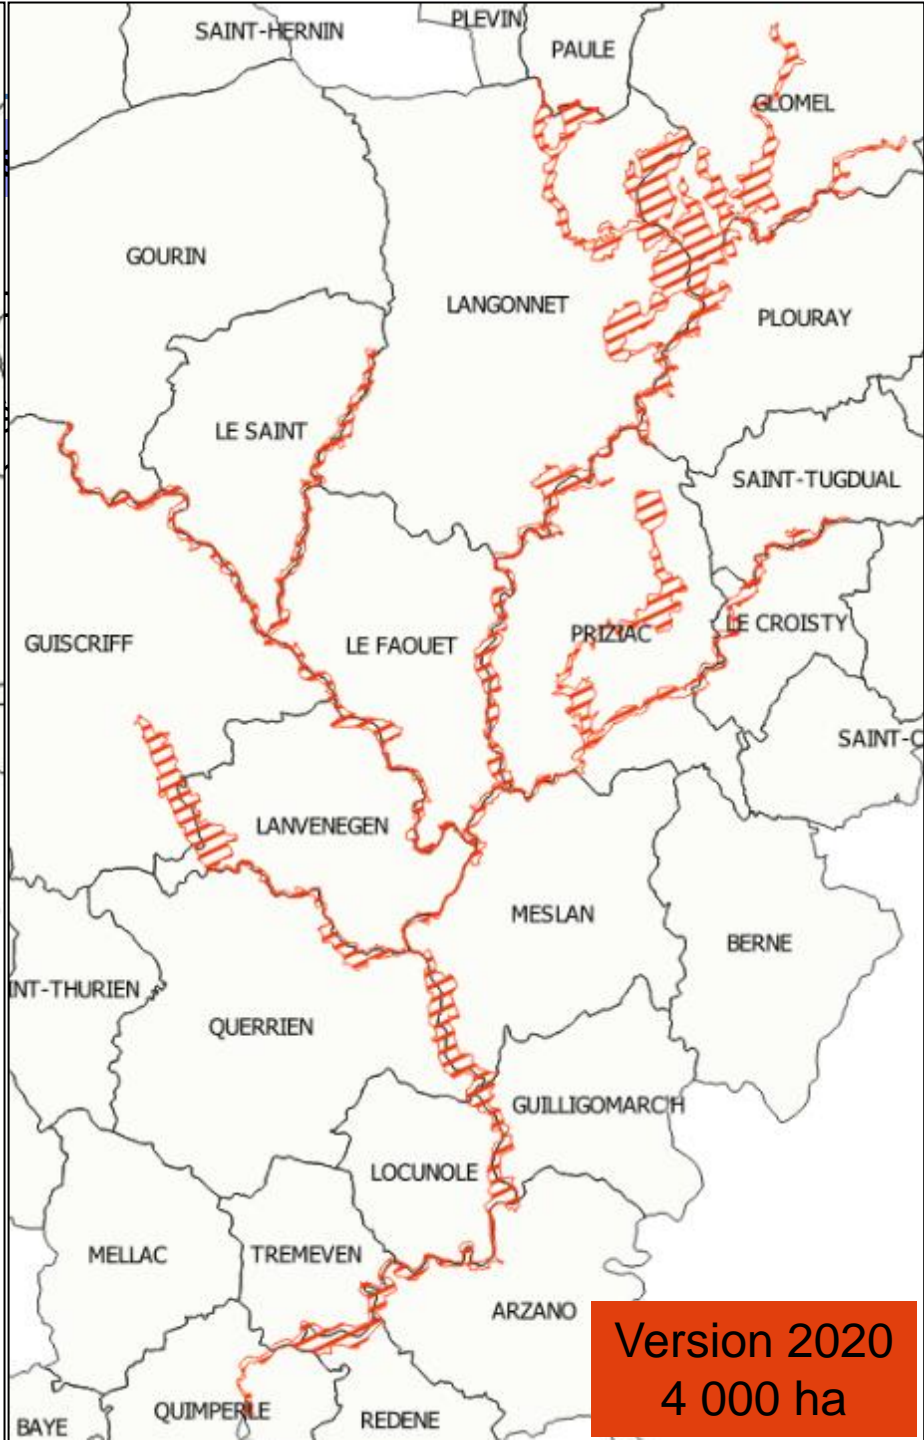 PLEVIN
SAINT-HERNIN
PAULE
GLOMEL
GOURIN
LANGONNET
PLOURAY
LE SAINT
SAINT-TUGDUAL
GUISCRIFF
LE FAOUET
PRIZIAC
LE CROISTY
SAINT-C
LANVENEGEN
MESLAN
BERNE
INT-THURIEN
QUERRIEN
GUILLIGOMARC'H
LOCUNOLE
MELLAC
TREMEVEN
ARZANO
QUIMPERLE
REDENE
BAYE
Version 2020
4 000 ha